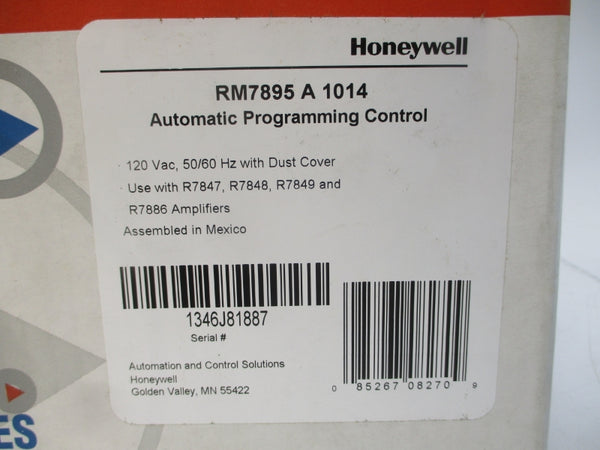 Honeywell
RM7895 A 1014
Automatic Programming Control
· 120 Vac, 50/60 Hz with Dust Cover
· Use with R7847, R7848, R7849 and
R7886 Amplifiers
Assembled in Mexico
1346J81887
Serial #
Automation and Control Solutions
Honeywell
Golden Valley, MN 55422
0 85267 08270 9
ES